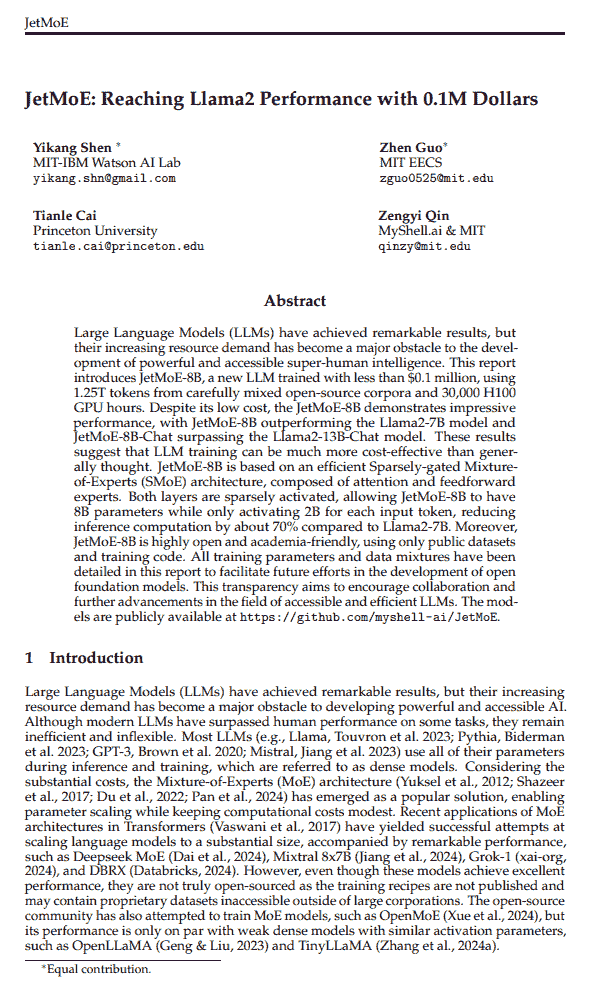 JetMoE
JetMoE: Reaching Llama2 Performance with 0.1M Dollars
Yikang Shen *
MIT-IBM Watson AI Lab
yikang.shn@gmail.com
Zhen Guo*
MIT EECS
zguo0525@mit.edu
Tianle Cai
Princeton University
tianle.cai@princeton.edu
Zengyi Qin
MyShell.ai & MIT
qinzy@mit.edu
Abstract
Large Language Models (LLMs) have achieved remarkable results, but
their increasing resource demand has become a major obstacle to the devel-
opment of powerful and accessible super-human intelligence. This report
introduces JetMoE-8B, a new LLM trained with less than $0.1 million, using
1.25T tokens from carefully mixed open-source corpora and 30,000 H100
GPU hours. Despite its low cost, the JetMoE-8B demonstrates impressive
performance, with JetMoE-8B outperforming the Llama2-7B model and
JetMoE-8B-Chat surpassing the Llama2-13B-Chat model. These results
suggest that LLM training can be much more cost-effective than gener-
ally thought. JetMoE-8B is based on an efficient Sparsely-gated Mixture-
of-Experts (SMoE) architecture, composed of attention and feedforward
experts. Both layers are sparsely activated, allowing JetMoE-8B to have
8B parameters while only activating 2B for each input token, reducing
inference computation by about 70% compared to Llama2-7B. Moreover,
JetMoE-8B is highly open and academia-friendly, using only public datasets
and training code. All training parameters and data mixtures have been
detailed in this report to facilitate future efforts in the development of open
foundation models. This transparency aims to encourage collaboration and
further advancements in the field of accessible and efficient LLMs. The mod-
els are publicly available at https://github.com/myshell-ai/JetMoE.
1 Introduction
Large Language Models (LLMs) have achieved remarkable results, but their increasing
resource demand has become a major obstacle to developing powerful and accessible AI.
Although modern LLMs have surpassed human performance on some tasks, they remain
inefficient and inflexible. Most LLMs (e.g., Llama, Touvron et al. 2023; Pythia, Biderman
et al. 2023; GPT-3, Brown et al. 2020; Mistral, Jiang et al. 2023) use all of their parameters
during inference and training, which are referred to as dense models. Considering the
substantial costs, the Mixture-of-Experts (MoE) architecture (Yuksel et al., 2012; Shazeer
et al., 2017; Du et al., 2022; Pan et al., 2024) has emerged as a popular solution, enabling
parameter scaling while keeping computational costs modest. Recent applications of MoE
architectures in Transformers (Vaswani et al., 2017) have yielded successful attempts at
scaling language models to a substantial size, accompanied by remarkable performance,
such as Deepseek MoE (Dai et al., 2024), Mixtral 8x7B (Jiang et al., 2024), Grok-1 (xai-org,
2024), and DBRX (Databricks, 2024). However, even though these models achieve excellent
performance, they are not truly open-sourced as the training recipes are not published and
may contain proprietary datasets inaccessible outside of large corporations. The open-source
community has also attempted to train MoE models, such as OpenMoE (Xue et al., 2024), but
its performance is only on par with weak dense models with similar activation parameters,
such as OpenLLaMA (Geng & Liu, 2023) and TinyLLaMA (Zhang et al., 2024a).
*Equal contribution.